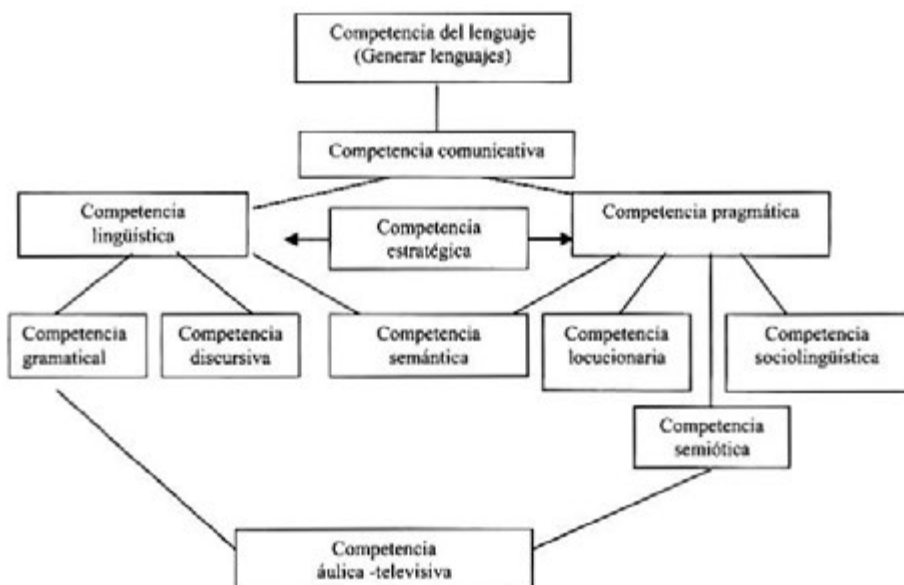 Competencia del lenguaje
(Generar lenguajes)
Competencia comunicativa
Competencia
lingüística
Competencia
estratégica
Competencia pragmática
Competencia
gramatical
Competencia
discursiva
Competencia
semántica
Competencia
locucionaria
Competencia
sociolingüística
Competencia
semiótica
Competencia
áulica -televisiva